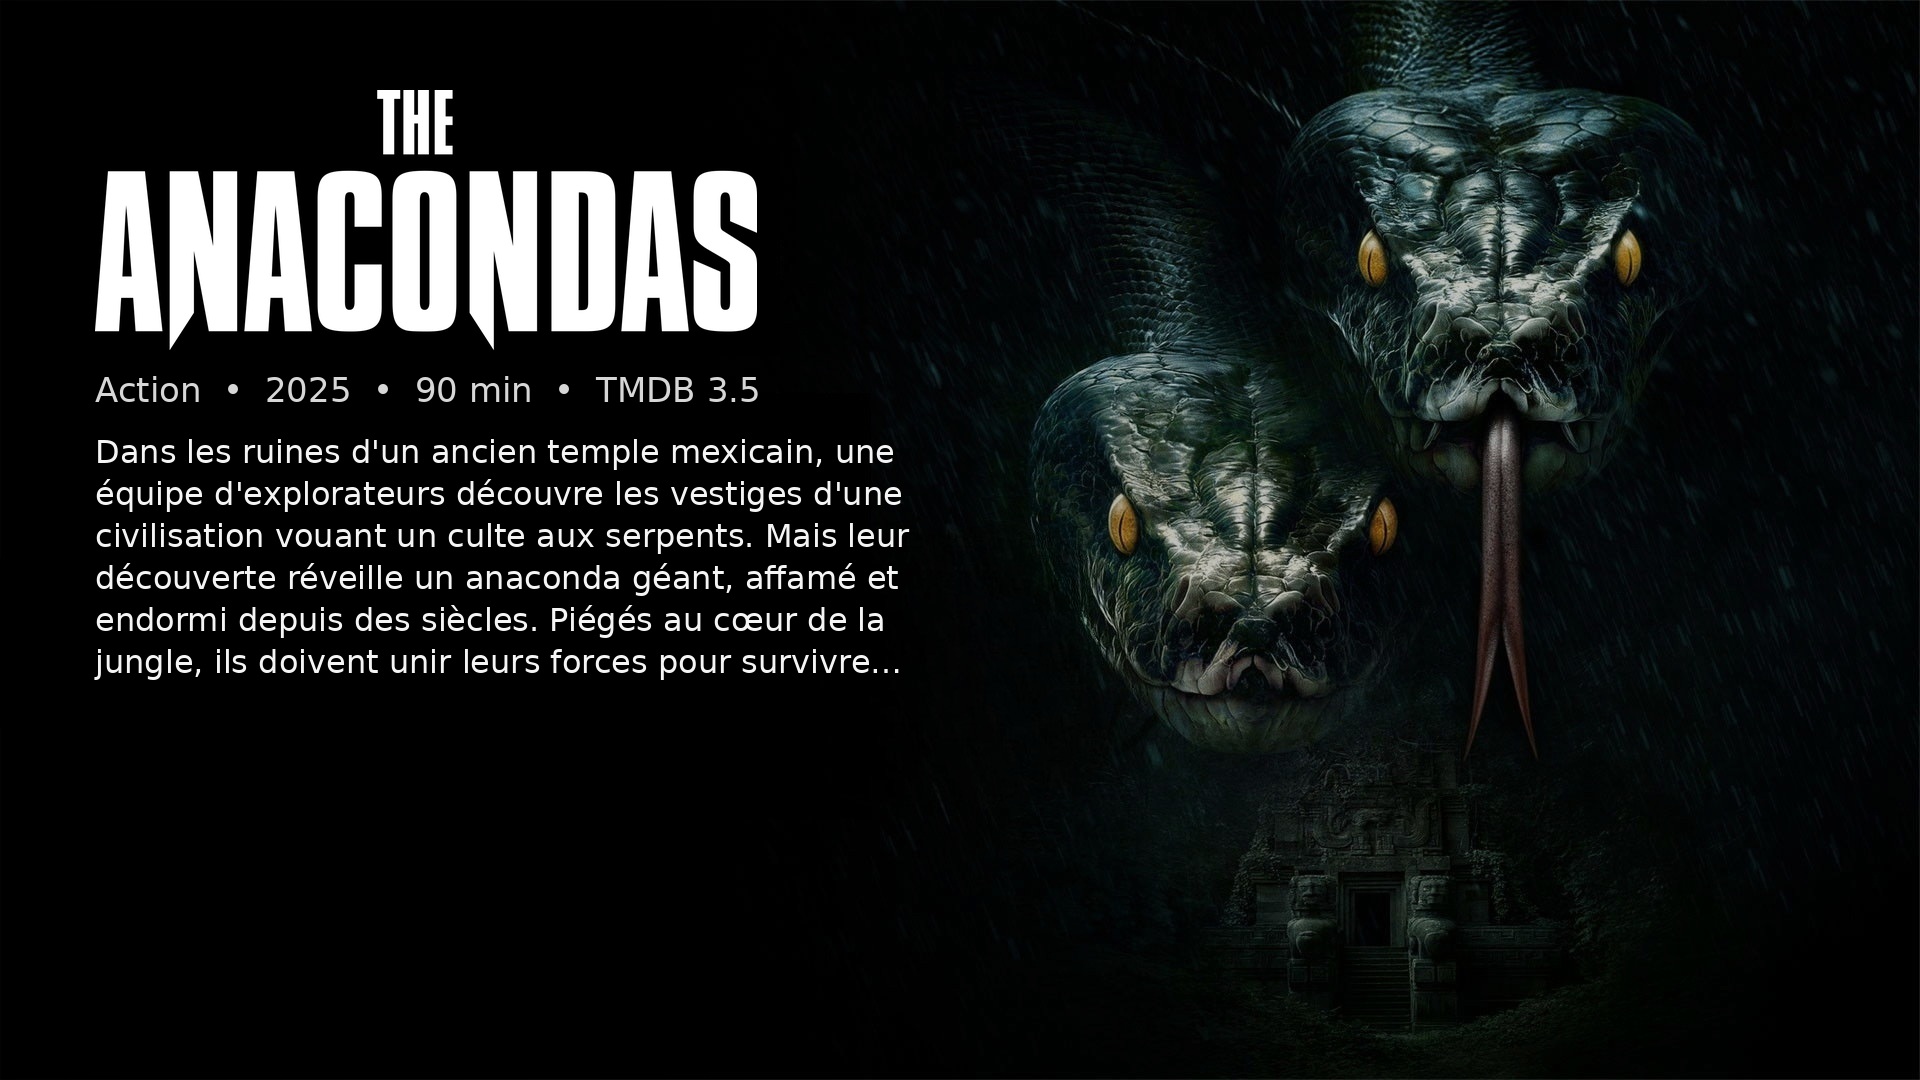 THE
ANACONDAS
Action • 2025 • 90 min • TMDB 3.5
Dans les ruines d'un ancien temple mexicain, une
équipe d'explorateurs découvre les vestiges d'une
civilisation vouant un culte aux serpents. Mais leur
découverte réveille un anaconda géant, affamé et
endormi depuis des siècles. Piégés au cœur de la
jungle, ils doivent unir leurs forces pour survivre...